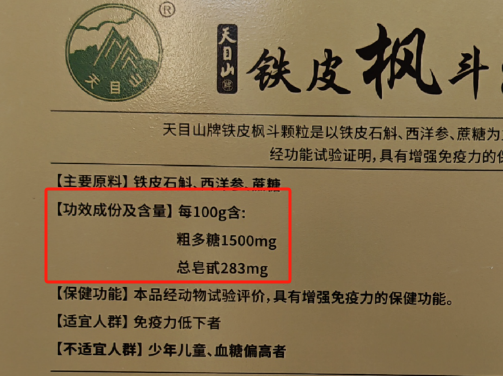 ®
天目山
天目山牌
铁皮枫斗
天目山牌铁皮枫斗颗粒是以铁皮石斛、西洋参、蔗糖为
经功能试验证明,具有增强免疫力的保
【主要原料】铁皮石斛、西洋参、蔗糖
【功效成份及含量】每100g含:
粗多糖1500mg
总皂甙283mg
【保健功能】本品经动物试验评价,具有增强免疫力的保健功能。
【适宜人群】免疫力低下者
【不适宜人群】少年儿童、血糖偏高者